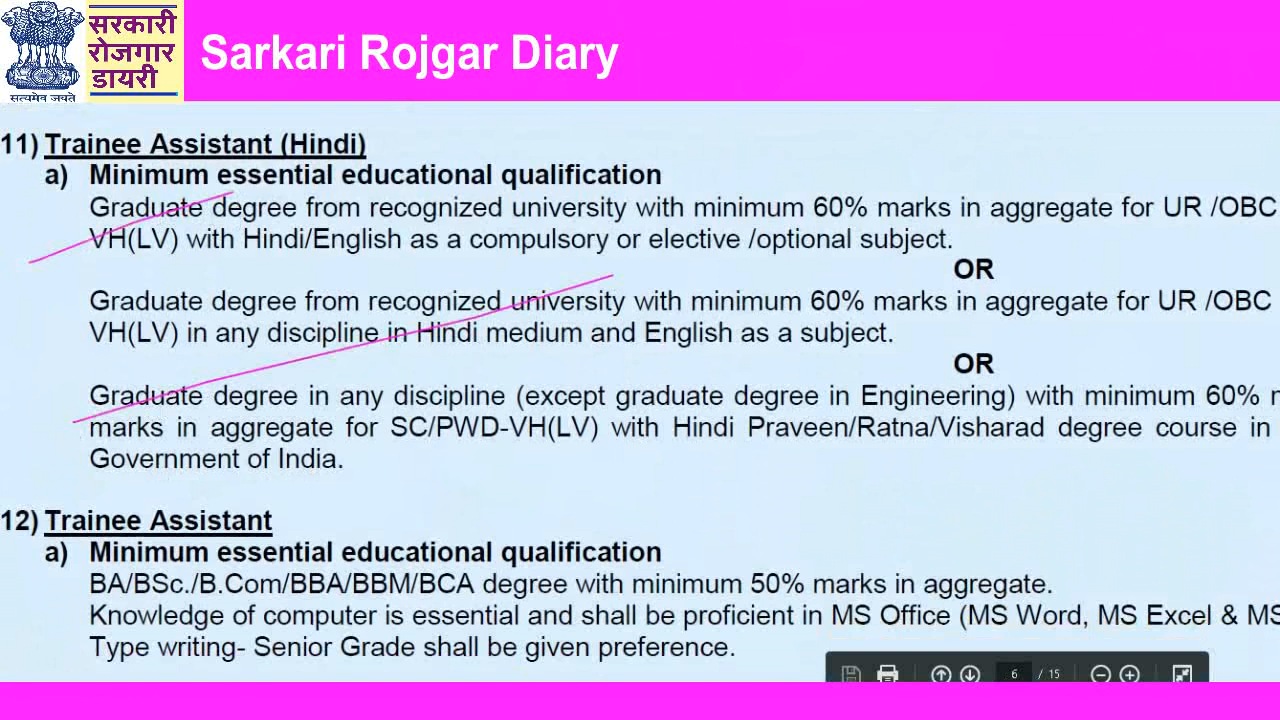 सरकारी
रोजगार
डायरी
सत्यमेव जयते
Sarkari Rojgar Diary
11) Trainee Assistant (Hindi)
a) Minimum essential educational qualification
Graduate degree from recognized university with minimum 60% marks in aggregate for UR /OBC
VH(LV) with Hindi/English as a compulsory or elective /optional subject.
OR
Graduate degree from recognized university with minimum 60% marks in aggregate for UR /OBC
VH(LV) in any discipline in Hindi medium and English as a subject.
OR
Graduate degree in any discipline (except graduate degree in Engineering) with minimum 60%
marks in aggregate for SC/PWD-VH(LV) with Hindi Praveen/Ratna/Visharad degree course in
Government of India.
12) Trainee Assistant
a) Minimum essential educational qualification
BA/BSc./B.Com/BBA/BBM/BCA degree with minimum 50% marks in aggregate.
Knowledge of computer is essential and shall be proficient in MS Office (MS Word, MS Excel & MS
Type writing- Senior Grade shall be given preference.
6 / 15